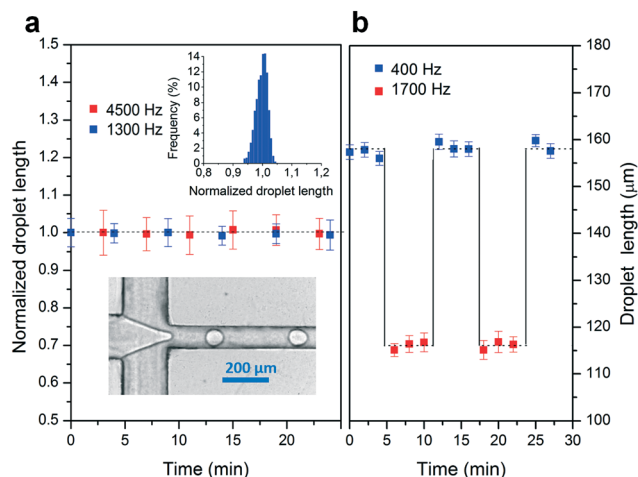 a
1.5
1.4
1.3
1.2
1.1
1.0
0.9
0.8
0.7
0.6
0.5
Normalized droplet length
4500 Hz
1300 Hz
14
12
10
8
6
4
2
0
Frequency (%)
0,8 0,9 1,0 1,1 1,2
Normalized droplet length
200 µm
0 5 10 15 20
Time (min)
b
400 Hz
1700 Hz
180
170
160
150
140
130
120
110
100
Droplet length (µm)
0 5 10 15 20 25 30
Time (min)